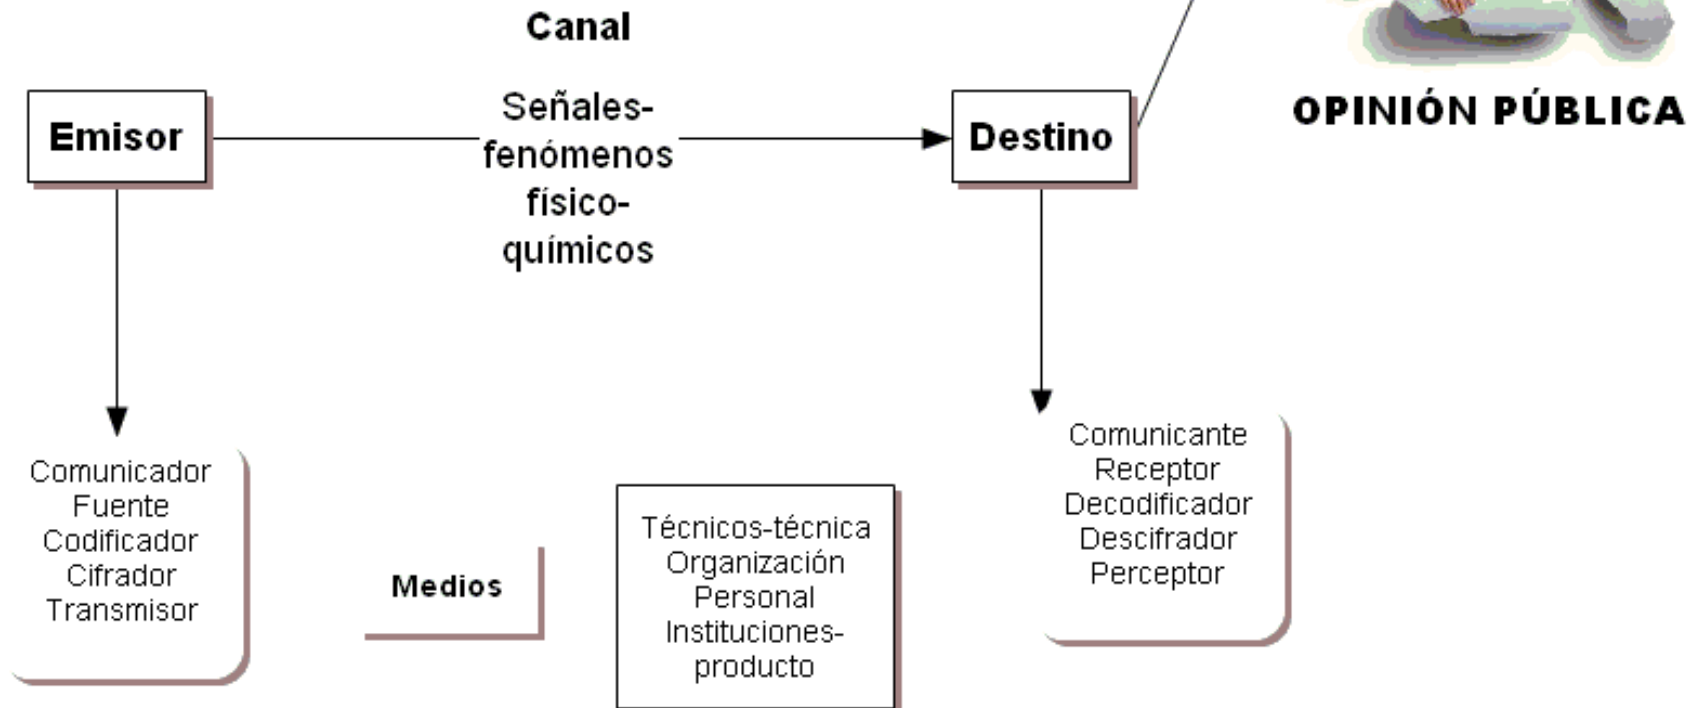 Canal
Emisor
Señales-
fenómenos
físico-
químicos
Destino
OPINIÓN PÚBLICA
Comunicador
Fuente
Codificador
Cifrador
Transmisor
Medios
Técnicos-técnica
Organización
Personal
Instituciones-
producto
Comunicante
Receptor
Decodificador
Descifrador
Perceptor